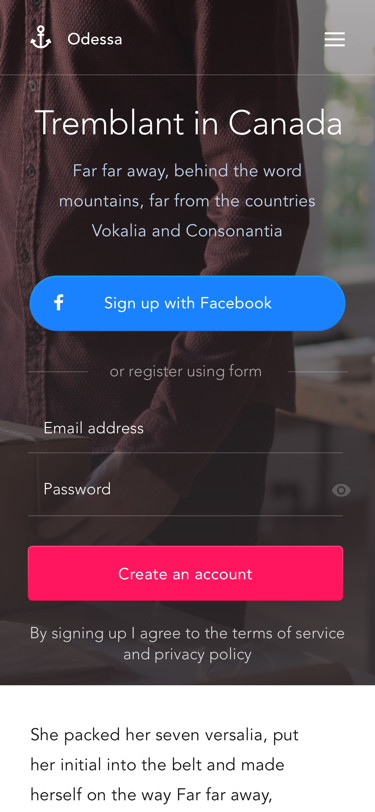 Odessa
Tremblant in Canada
Far far away, behind the word
mountains, far from the countries
Vokalia and Consonantia
f Sign up with Facebook
or register using form
Email address
Password
Create an account
By signing up I agree to the terms of service
and privacy policy
She packed her seven versalia, put
her initial into the belt and made
herself on the way Far far away,